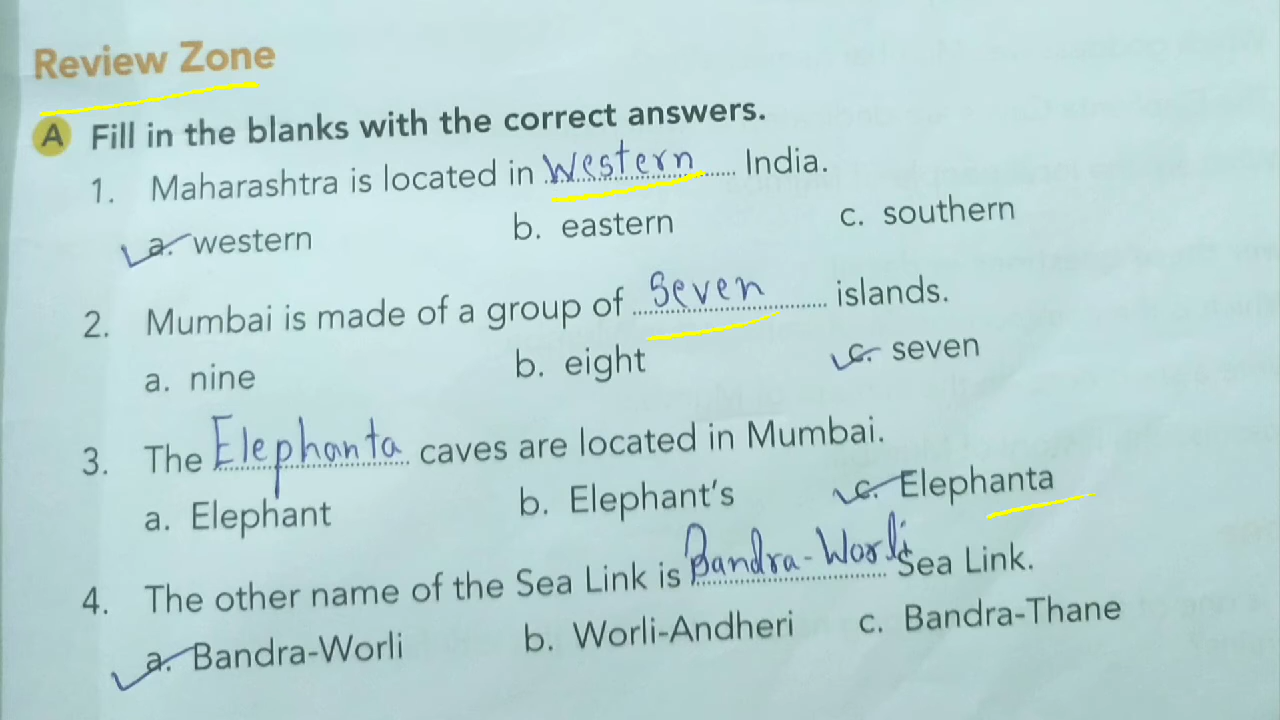 Review Zone
A Fill in the blanks with the correct answers.
1. Maharashtra is located in Western India.
a. western b. eastern c. southern
2. Mumbai is made of a group of Seven islands.
a. nine b. eight c. seven
3. The Elephanta caves are located in Mumbai.
a. Elephant b. Elephant's c. Elephanta
4. The other name of the Sea Link is Bandra-Worli Sea Link.
a. Bandra-Worli b. Worli-Andheri c. Bandra-Thane